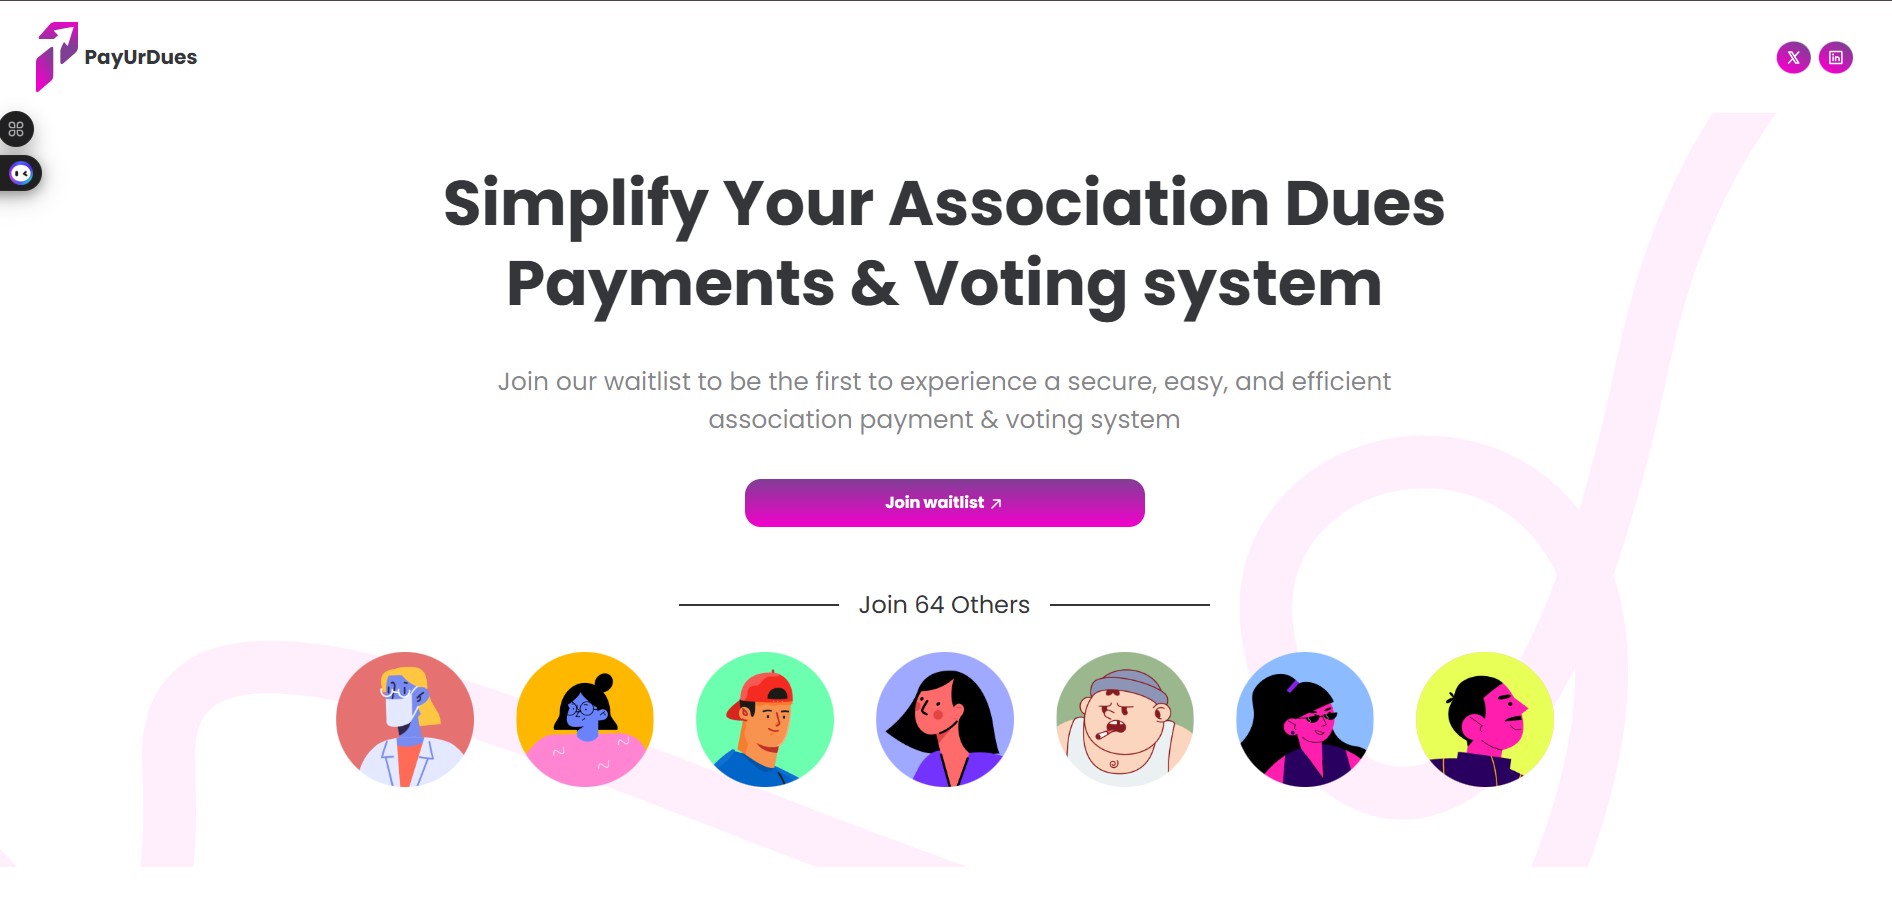 PayUrDues
Simplify Your Association Dues
Payments & Voting system
Join our waitlist to be the first to experience a secure, easy, and efficient
association payment & voting system
Join waitlist
Join 64 Others